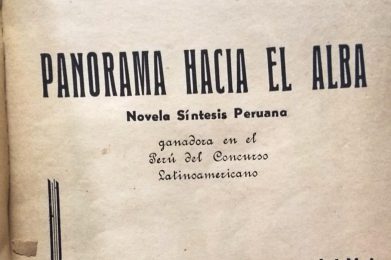 PANORAMA HACIA EL ALBA
Novela Síntesis Peruana
ganadora en el
Perú del Concurso
Latinoamericano